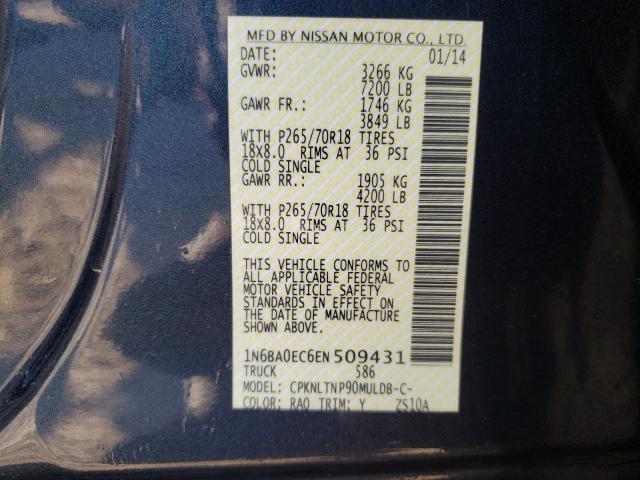 MFD BY NISSAN MOTOR CO., LTD.
DATE: 01/14
GVWR: 3266 KG
7200 LB
GAWR FR.: 1746 KG
3849 LB
WITH P265/70R18 TIRES
18X8.0 RIMS AT 36 PSI
COLD SINGLE
GAWR RR.: 1905 KG
4200 LB
WITH P265/70R18 TIRES
18X8.0 RIMS AT 36 PSI
COLD SINGLE
THIS VEHICLE CONFORMS TO
ALL APPLICABLE FEDERAL
MOTOR VEHICLE SAFETY
STANDARDS IN EFFECT ON
THE DATE OF MANUFACTURE
SHOWN ABOVE.
1N6BA0EC6EN509431
TRUCK 586
MODEL: CPKNLTNP90MULDB-C-
COLOR: RAQ TRIM: Y ZS10A